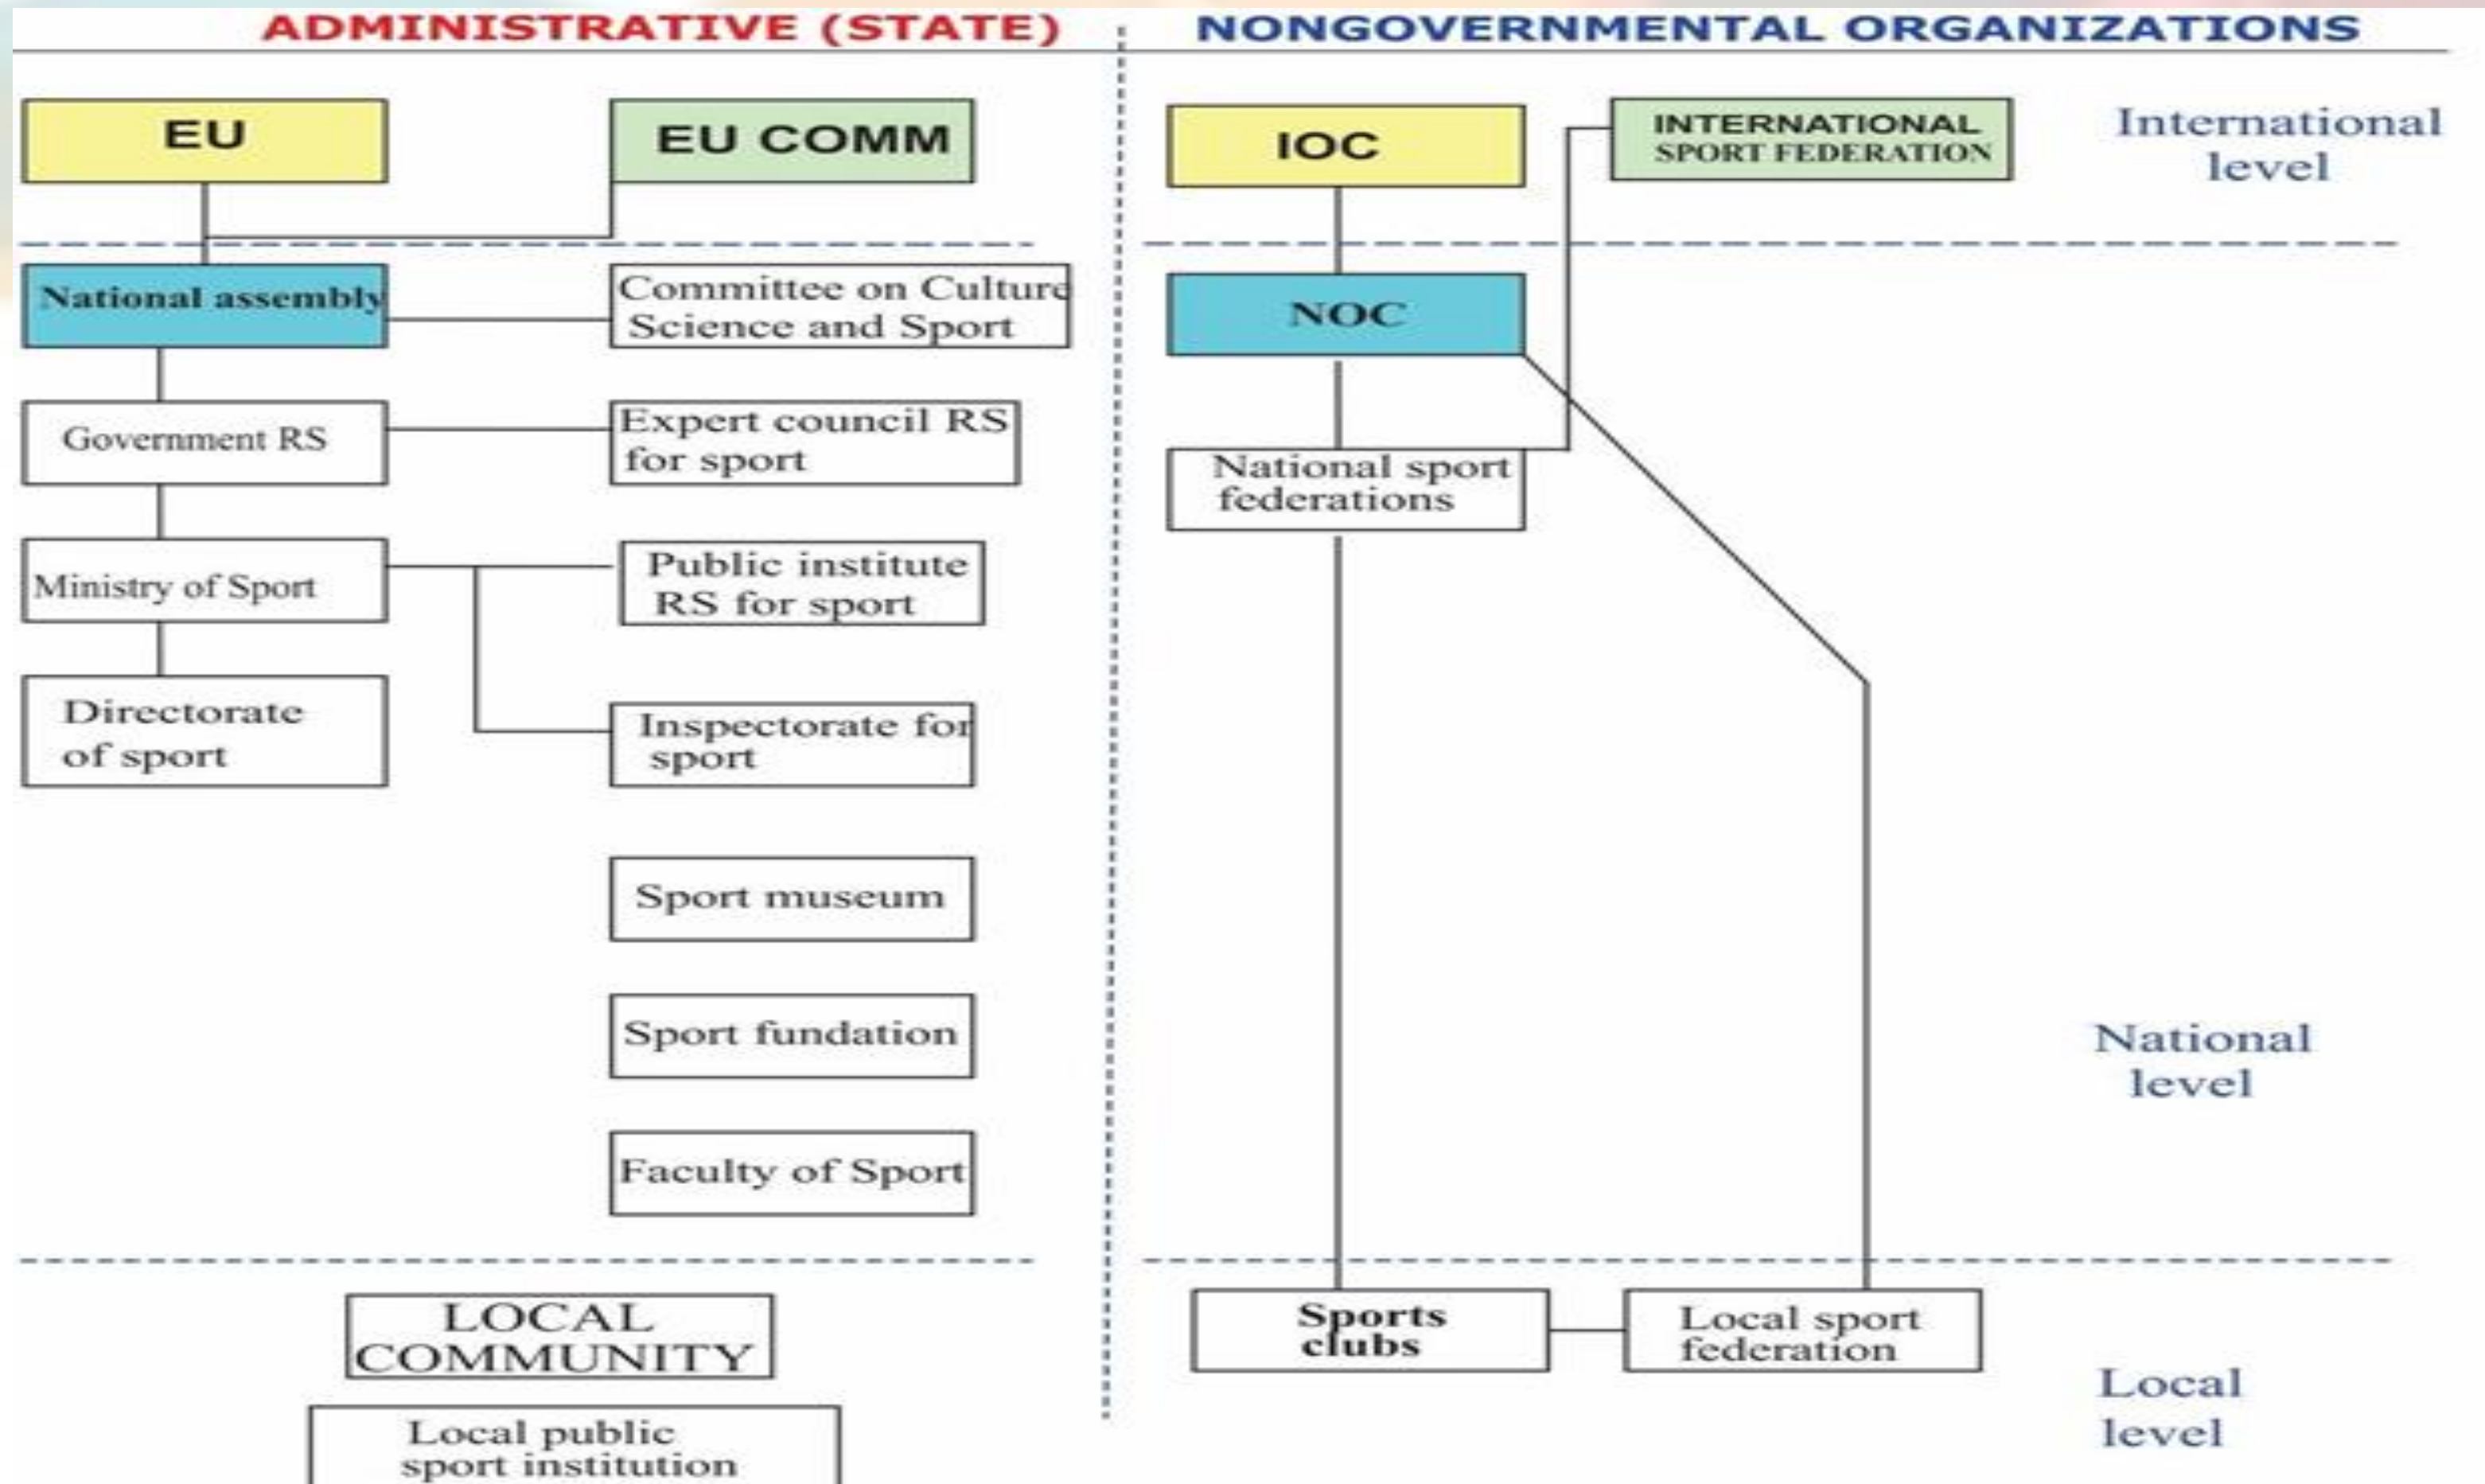 ADMINISTRATIVE (STATE)
NONGOVERNMENTAL ORGANIZATIONS
EU
EU COMM
IOC
INTERNATIONAL
SPORT FEDERATION
International
level
National assembly
Committee on Culture
Science and Sport
NOC
Government RS
Expert council RS
for sport
National sport
federations
Ministry of Sport
Public institute
RS for sport
Directorate
of sport
Inspectorate for
sport
Sport museum
Sport fundation
Faculty of Sport
National
level
LOCAL
COMMUNITY
Local public
sport institution
Sports
clubs
Local sport
federation
Local
level